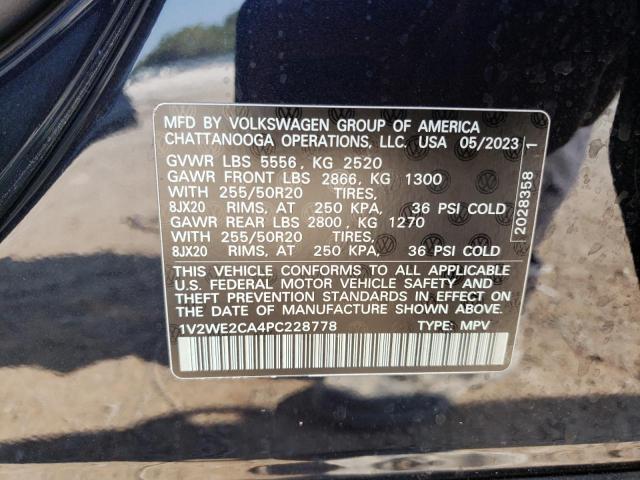 MFD BY VOLKSWAGEN GROUP OF AMERICA
CHATTANOOGA OPERATIONS, LLC. USA 05/2023
GVWR LBS 5556, KG 2520
GAWR FRONT LBS 2866, KG 1300
WITH 255/50R20 TIRES,
8JX20 RIMS, AT 250 KPA, 36 PSI COLD
GAWR REAR LBS 2800, KG 1270
WITH 255/50R20 TIRES,
8JX20 RIMS, AT 250 KPA, 36 PSI COLD
THIS VEHICLE CONFORMS TO ALL APPLICABLE
U.S. FEDERAL MOTOR VEHICLE SAFETY AND
THEFT PREVENTION STANDARDS IN EFFECT ON
THE DATE OF MANUFACTURE SHOWN ABOVE.
1V2WE2CA4PC228778 TYPE: MPV
2028358 1